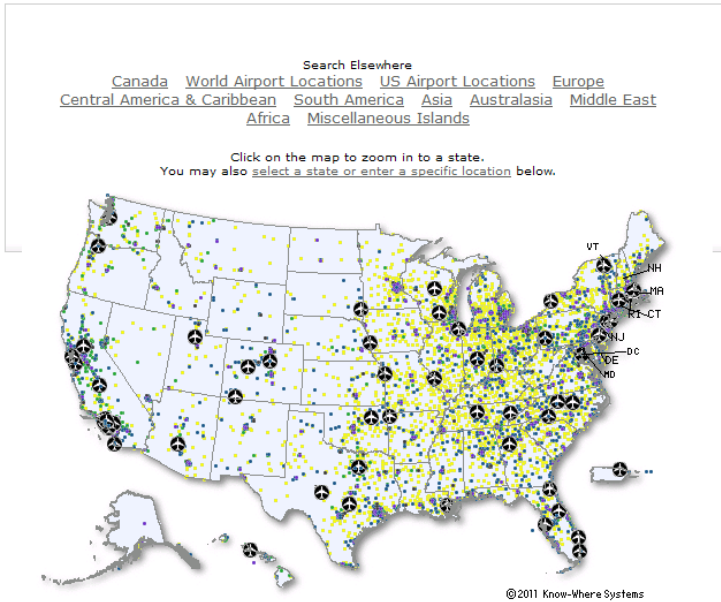 Search Elsewhere
Canada World Airport Locations US Airport Locations Europe
Central America & Caribbean South America Asia Australasia Middle East
Africa Miscellaneous Islands
Click on the map to zoom in to a state.
You may also select a state or enter a specific location below.
VT
NH
MA
RI CT
NJ
DC
DE
MD
©2011 Know-Where Systems